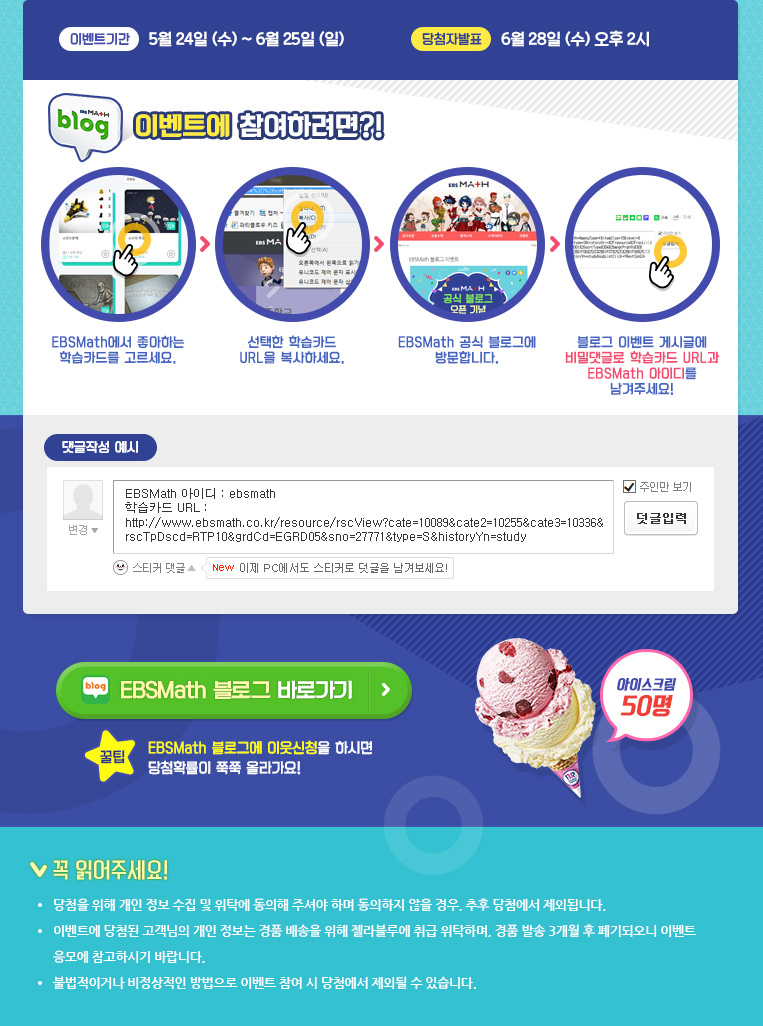 이벤트기간 5월 24일 (수) ~ 6월 25일 (일)
당첨자발표 6월 28일 (수) 오후 2시
EBS MATH
blog
이벤트에 참여하려면?!
복사(C)
EBS MATH
EBSMath 블로그 이벤트
EBSMath
공식 블로그
오픈 기념
EBSMath에서 좋아하는
학습카드를 고르세요.
선택한 학습카드
URL을 복사하세요.
EBSMath 공식 블로그에
방문합니다.
블로그 이벤트 게시글에
비밀댓글로 학습카드 URL과
EBSMath 아이디를
남겨주세요!
댓글작성 예시
변경
EBSMath 아이디 : ebsmath
학습카드 URL :
http://www.ebsmath.co.kr/resource/rscView?cate=10089&cate2=10255&cate3=10336&
rscTpDscd=RTP10&grdCd=EGRD05&sno=27771&type=S&historyYn=study
주인만 보기
덧글입력
스티커 댓글 New 이제 PC에서도 스티커로 덧글을 남겨보세요!
blog EBSMath 블로그 바로가기
꿀팁
EBSMath 블로그에 이웃신청을 하시면
당첨확률이 쭉쭉 올라가요!
아이스크림
50명
꼭 읽어주세요!
• 당첨을 위해 개인 정보 수집 및 위탁에 동의해 주셔야 하며 동의하지 않을 경우, 추후 당첨에서 제외됩니다.
• 이벤트에 당첨된 고객님의 개인 정보는 경품 배송을 위해 젤라블루에 취급 위탁하며, 경품 발송 3개월 후 폐기되오니 이벤트
응모에 참고하시기 바랍니다.
• 불법적이거나 비정상적인 방법으로 이벤트 참여 시 당첨에서 제외될 수 있습니다.